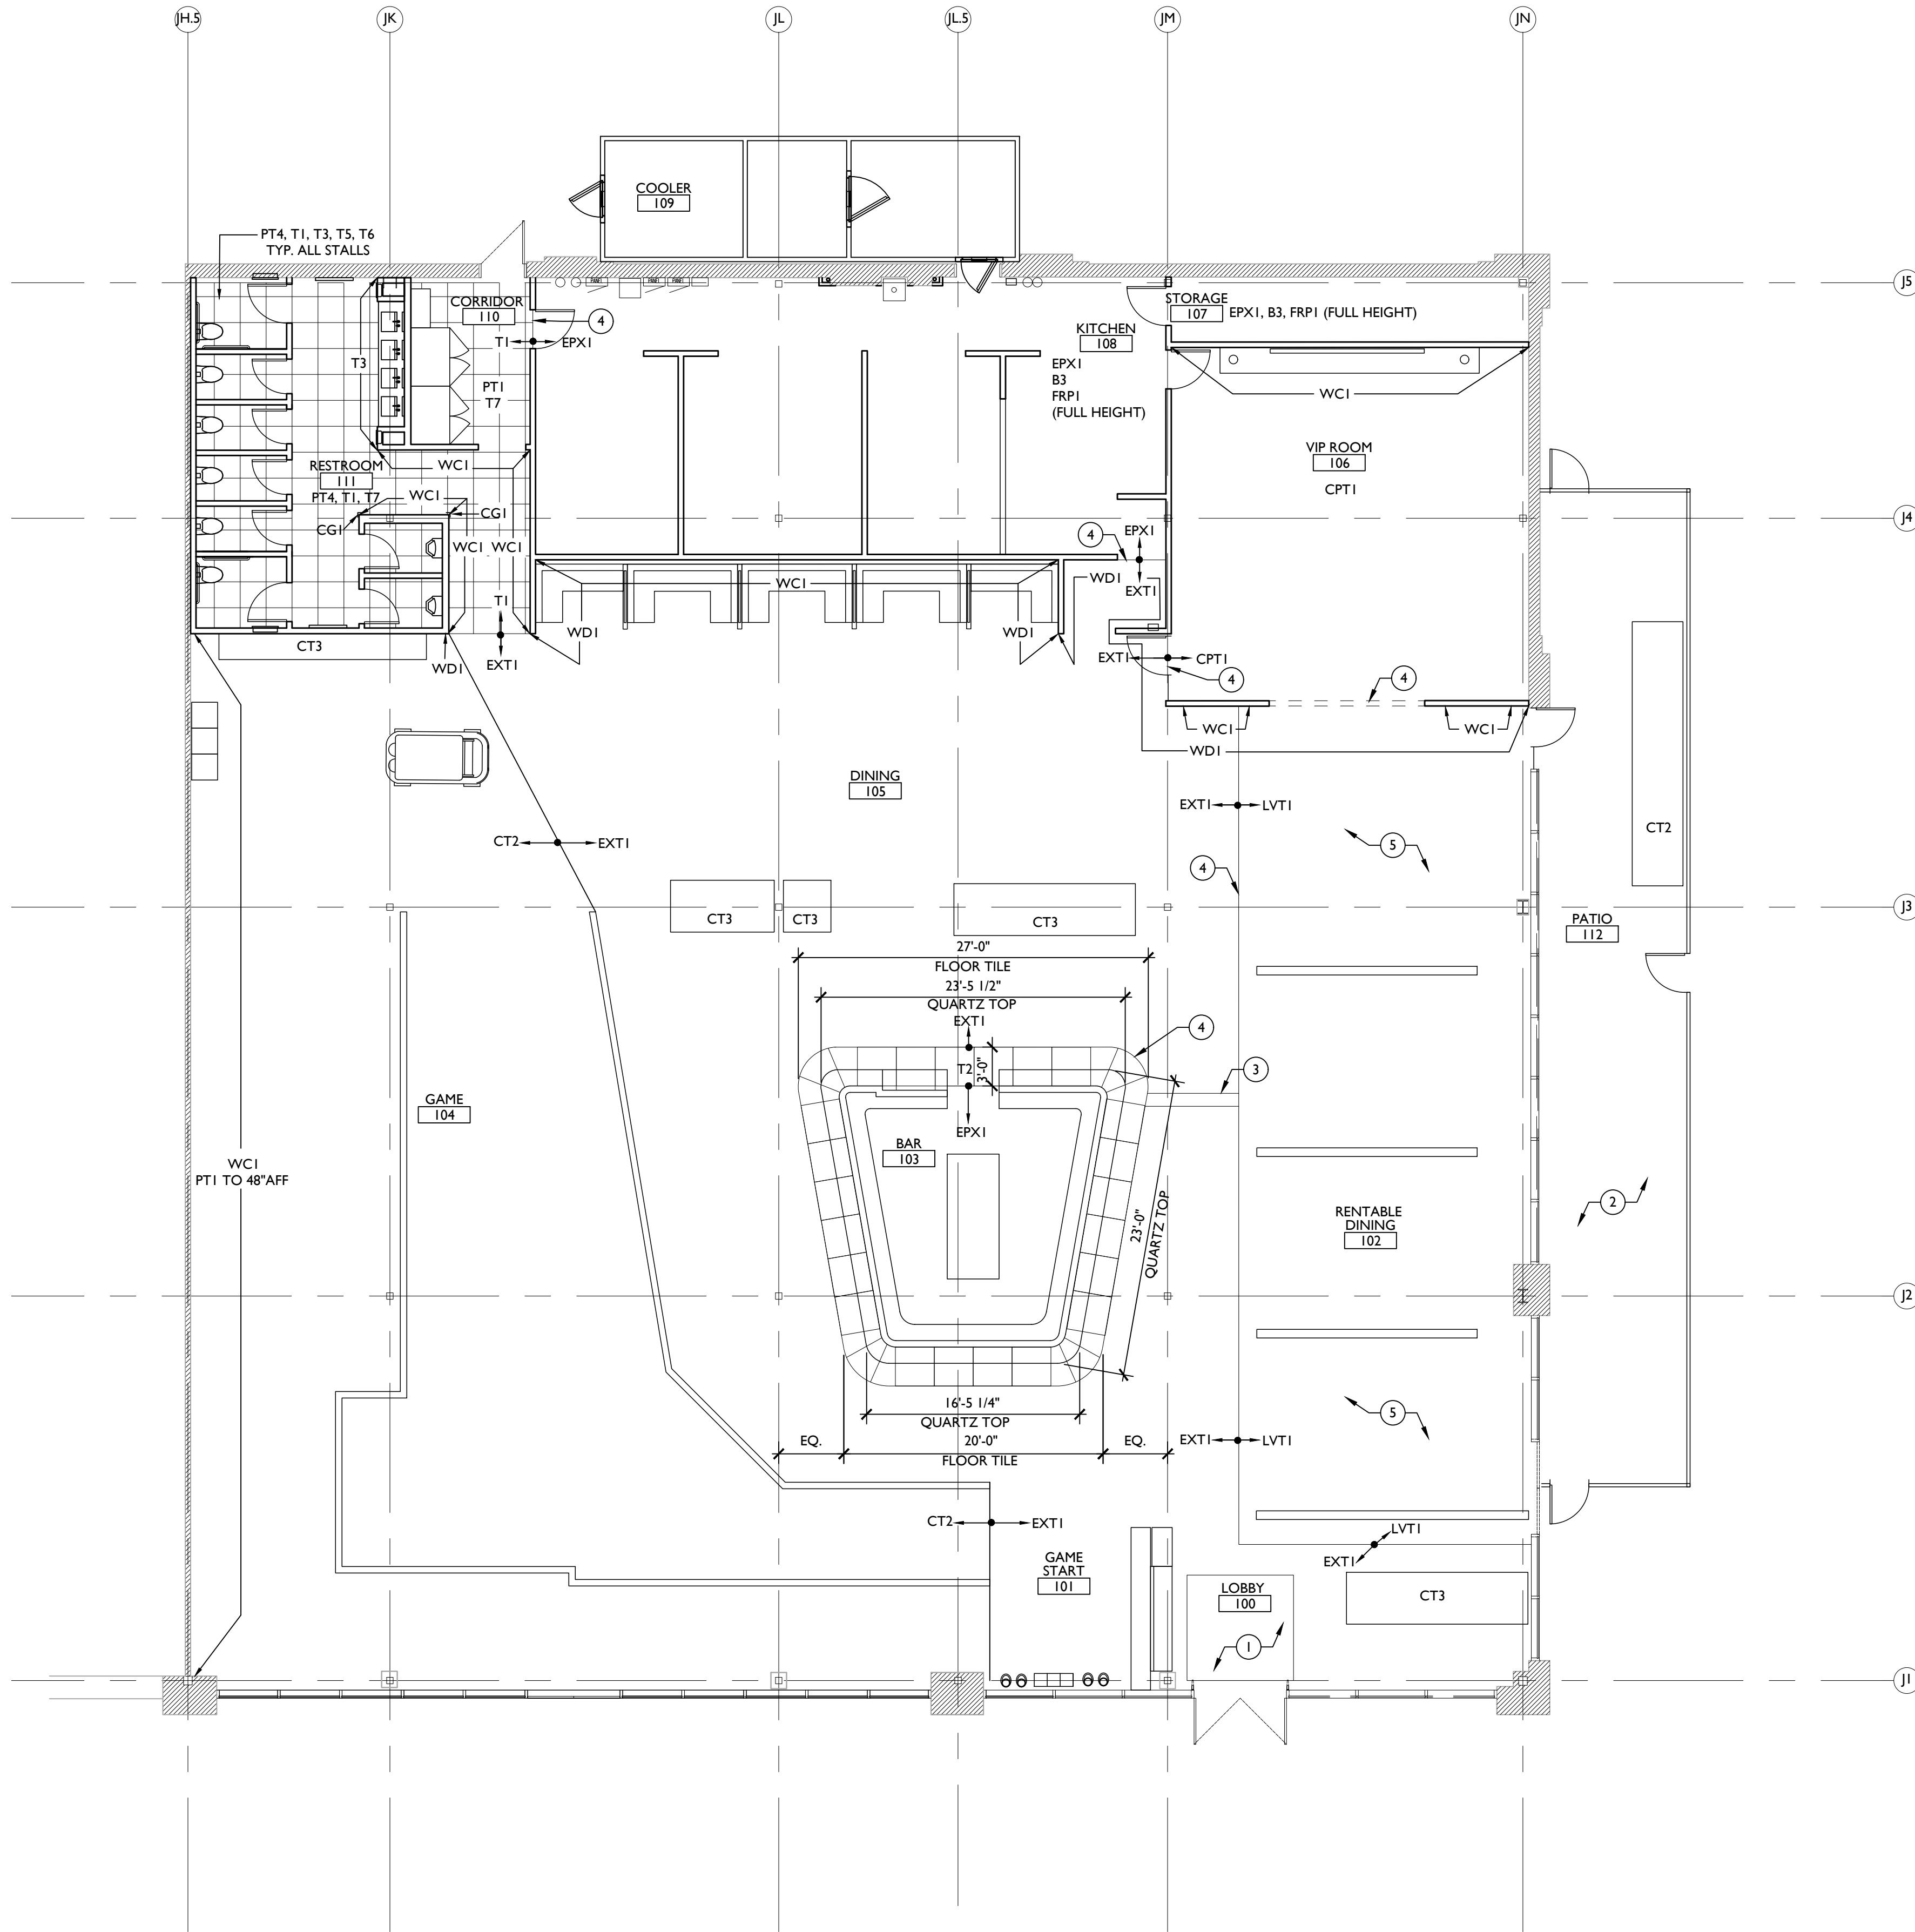 JH.5
JK
JL
JL.5
JM
JN
COOLER
109
PT4, T1, T3, T5, T6
TYP. ALL STALLS
PANEL
PANEL
PANEL
J5
CORRIDOR
110
4
T1
EPX1
STORAGE
107
EPX1, B3, FRP1 (FULL HEIGHT)
KITCHEN
108
EPX1
B3
FRP1
(FULL HEIGHT)
T3
PT1
T7
WC1
VIP ROOM
106
CPT1
RESTROOM
111
PT4, T1, T7
WC1
WC1
CG1
CG1
J4
WC1
WC1
4
EPX1
EXT1
WC1
WD1
T1
EXT1
WD1
WD1
CT3
WD1
EXT1
CPT1
4
4
WC1
WC1
WD1
DINING
105
EXT1
LVT1
CT2
CT2
EXT1
5
4
CT3
CT3
CT3
J3
PATIO
112
27'-0"
FLOOR TILE
23'-5 1/2"
QUARTZ TOP
EXT1
4
T2
3'-0"
3
GAME
104
EPX1
BAR
103
WC1
PT1 TO 48"AFF
23'-0"
QUARTZ TOP
RENTABLE
DINING
102
2
J2
16'-5 1/4"
QUARTZ TOP
5
EQ.
20'-0"
EQ.
FLOOR TILE
EXT1
LVT1
CT2
EXT1
LVT1
EXT1
GAME
START
101
LOBBY
100
CT3
1
J1